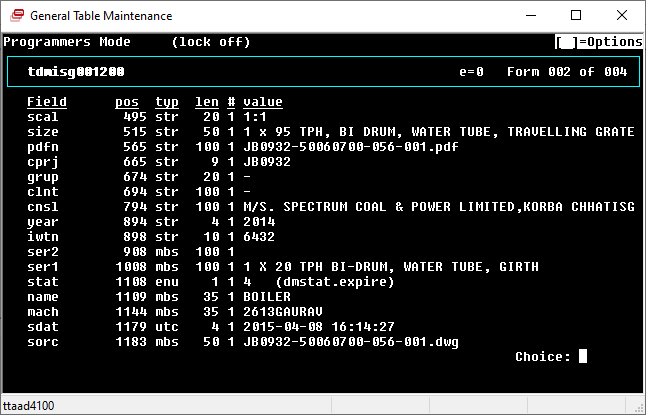 General Table Maintenance
Programmers Mode (lock off) [ ]=Options
tdmisg001200 e=0 Form 002 of 004
Field pos typ len # value
scal 495 str 20 1 1:1
size 515 str 50 1 1 x 95 TPH, BI DRUM, WATER TUBE, TRAVELLING GRATE
pdfn 565 str 100 1 JB0932-50060700-056-001.pdf
cprj 665 str 9 1 JB0932
grup 674 str 20 1 -
clnt 694 str 100 1 -
cnsl 794 str 100 1 M/S. SPECTRUM COAL & POWER LIMITED,KORBA CHHATISG
year 894 str 4 1 2014
iwtn 898 str 10 1 6432
ser2 908 mbs 100 1
ser1 1008 mbs 100 1 1 X 20 TPH BI-DRUM, WATER TUBE, GIRTH
stat 1108 enu 1 1 4 (dmstat.expire)
name 1109 mbs 35 1 BOILER
mach 1144 mbs 35 1 2613GAURAV
sdat 1179 utc 4 1 2015-04-08 16:14:27
sorc 1183 mbs 50 1 JB0932-50060700-056-001.dwg
Choice:
ttaad4100